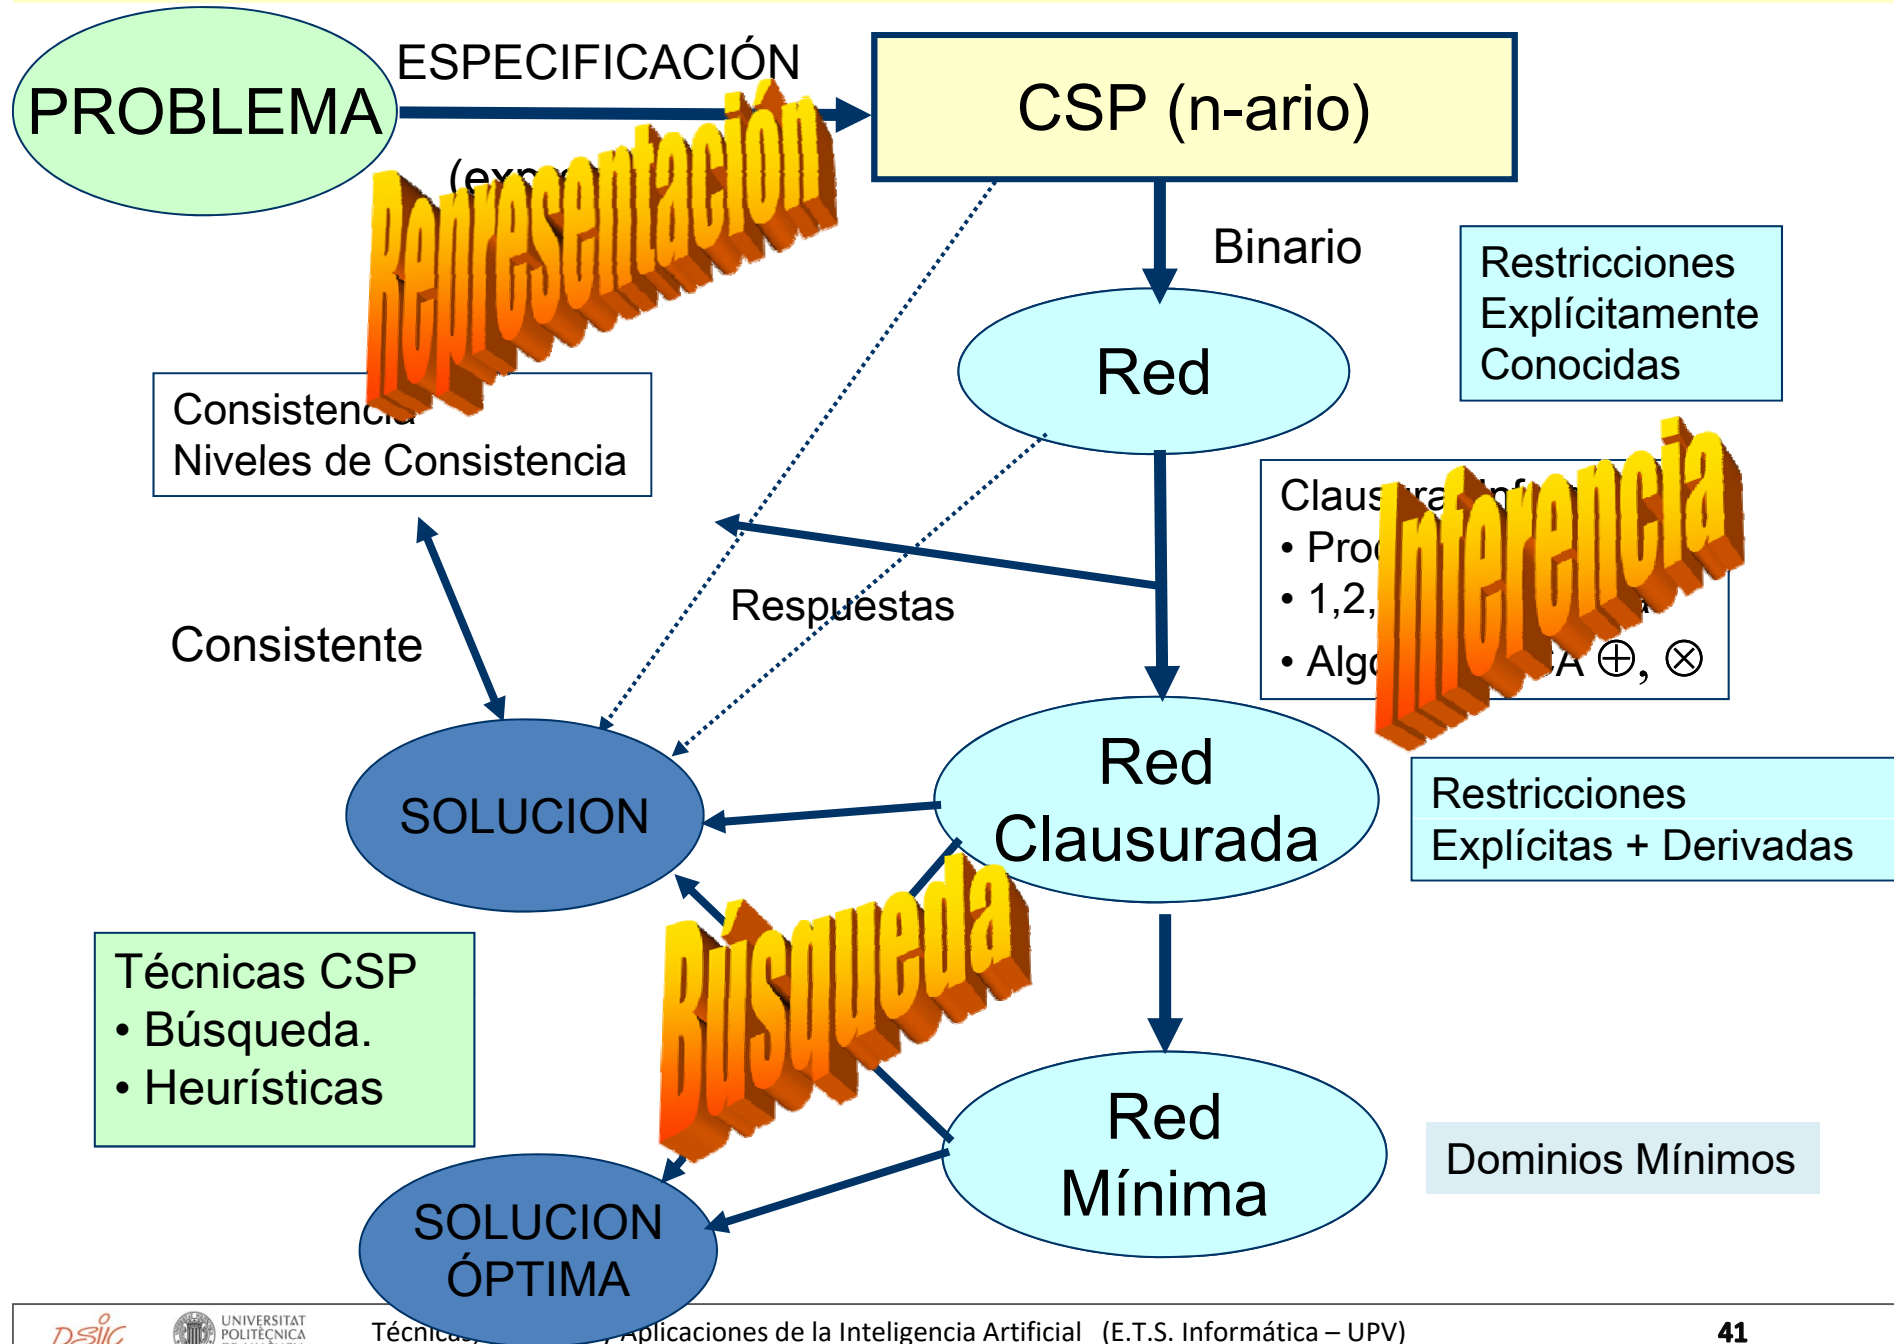 PROBLEMA
ESPECIFICACIÓN
CSP (n-ario)
Representación
Binario
Restricciones
Explícitamente
Conocidas
Red
Consistencia
Niveles de Consistencia
Inferencia
• 1,2,
⊕, ⊗
Respuestas
Consistente
Red
Clausurada
SOLUCION
Restricciones
Explícitas + Derivadas
Búsqueda
Técnicas CSP
• Búsqueda.
• Heurísticas
Red
Mínima
Dominios Mínimos
SOLUCION
ÓPTIMA
DSIIC
UNIVERSITAT
POLITÈCNICA
Aplicaciones de la Inteligencia Artificial (E.T.S. Informática – UPV)
41